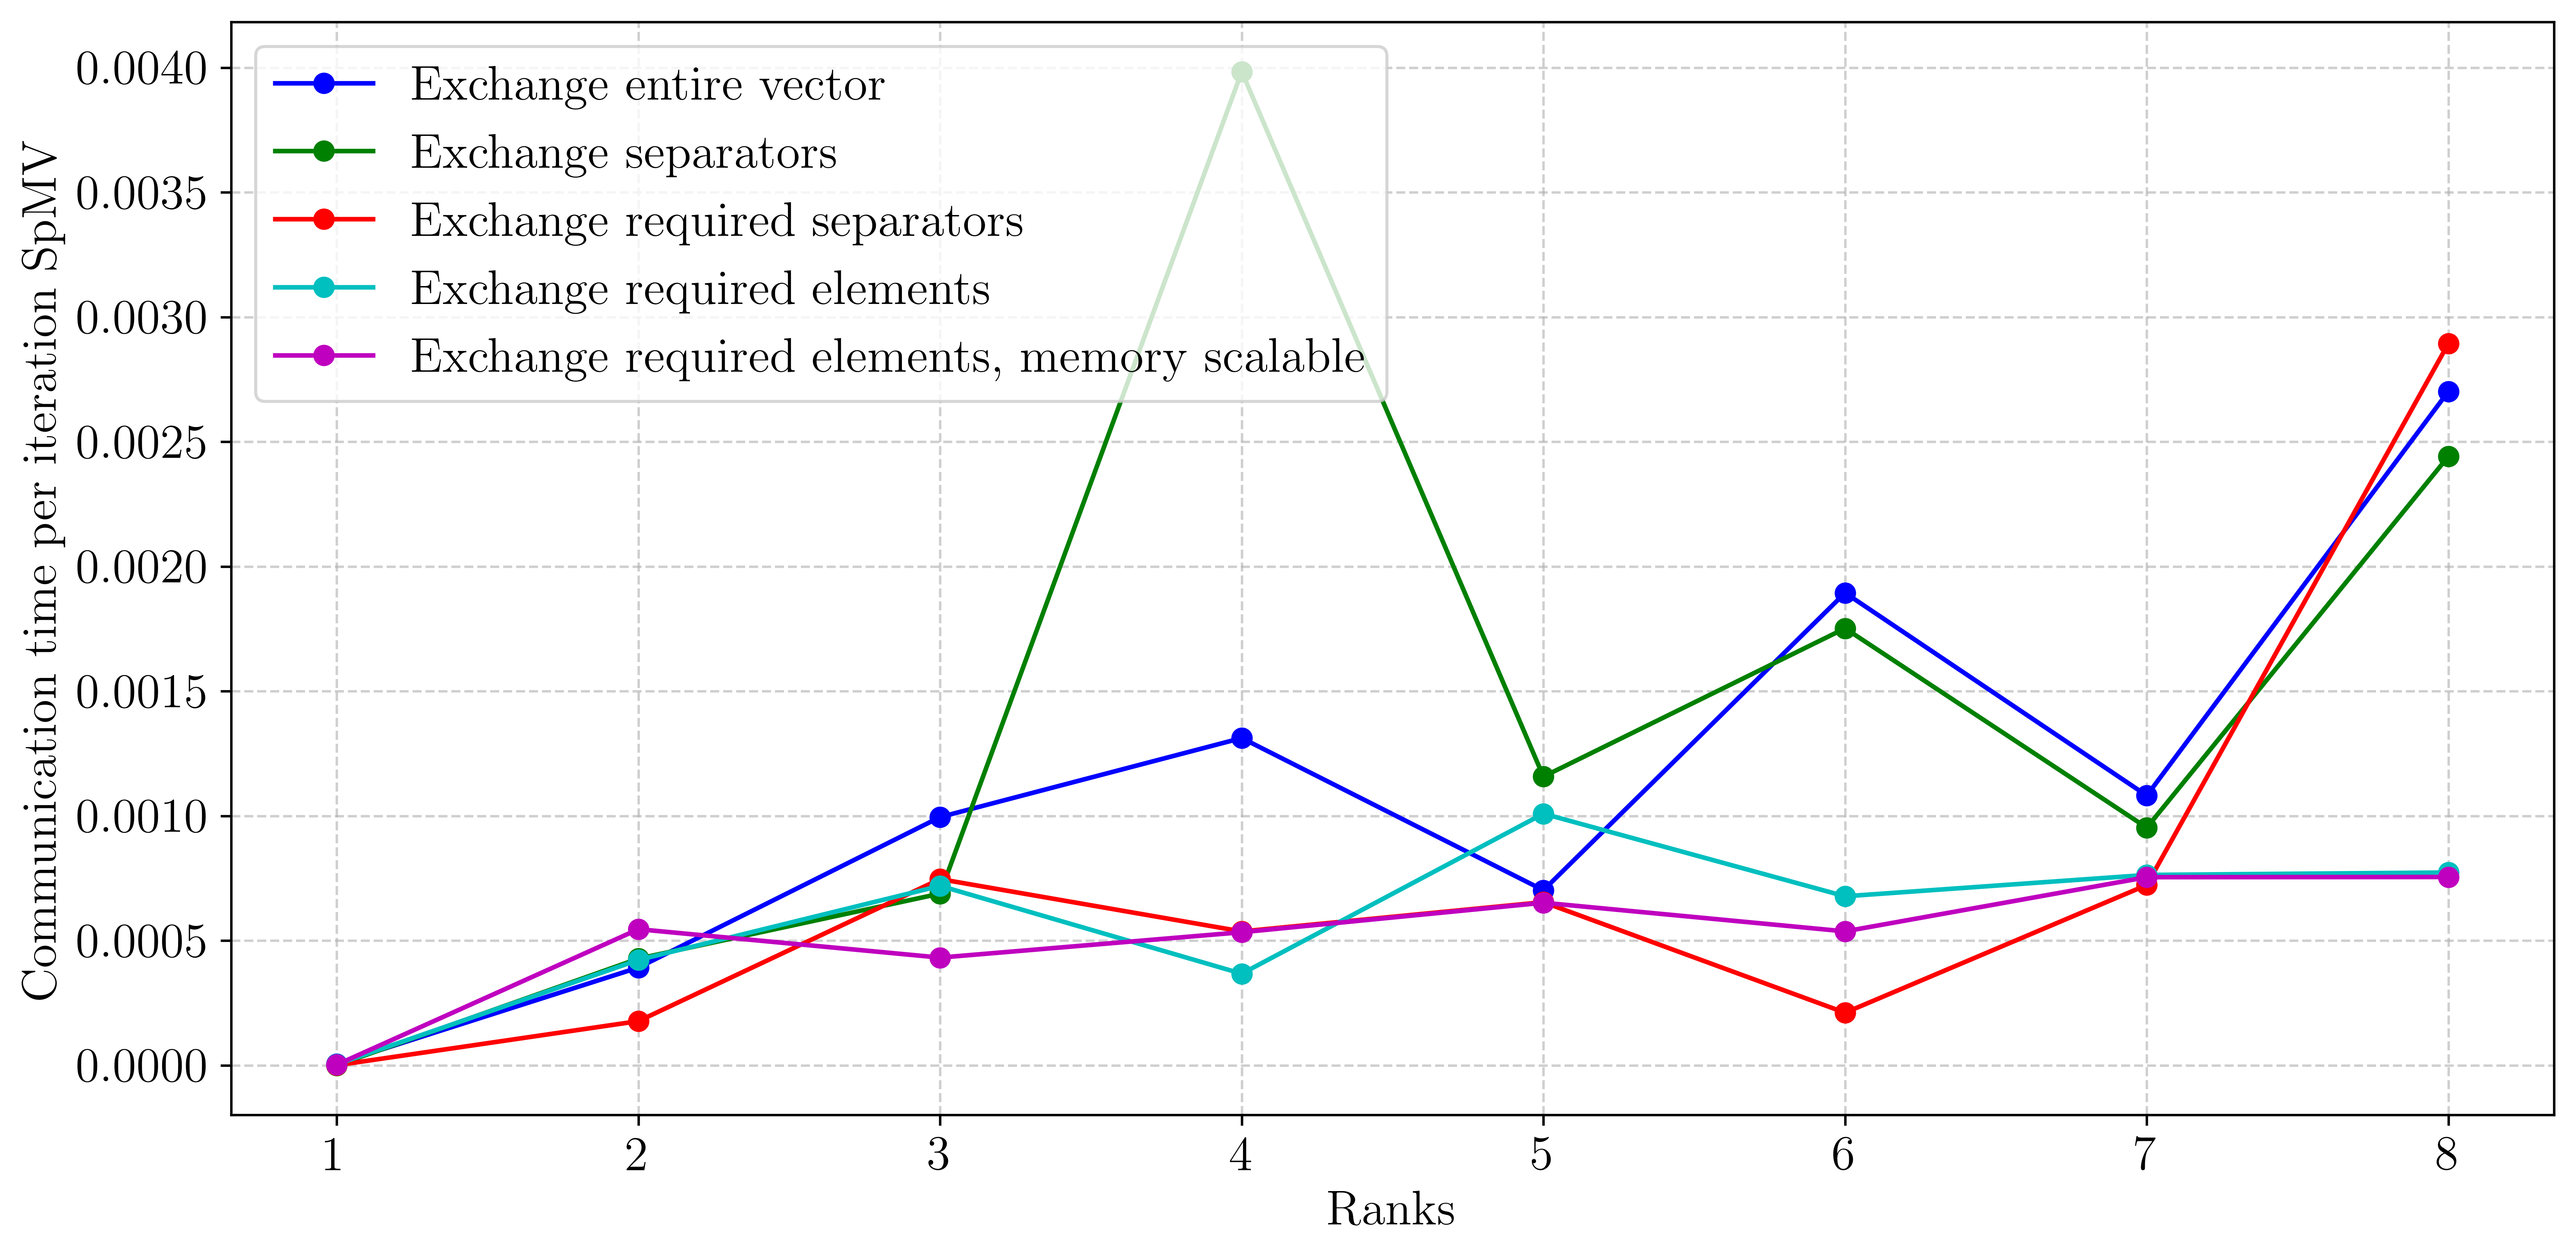 Communication time per iteration SpMV
0.0040
0.0035
0.0030
0.0025
0.0020
0.0015
0.0010
0.0005
0.0000
Exchange entire vector
Exchange separators
Exchange required separators
Exchange required elements
Exchange required elements, memory scalable
1 2 3 4 5 6 7 8
Ranks